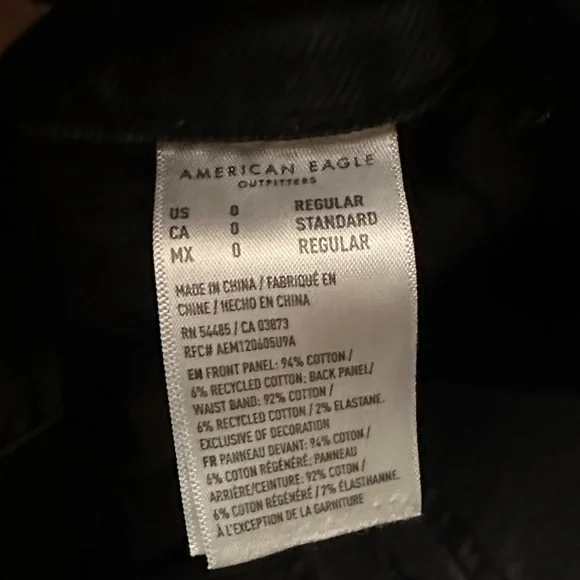 AMERICAN EAGLE
OUTFITTERS
US 0 REGULAR
CA 0 STANDARD
MX 0 REGULAR
MADE IN CHINA / FABRIQUÉ EN
CHINE / HECHO EN CHINA
RN 54485 / CA 03873
RFC# AEM120605U9A
EN FRONT PANEL: 94% COTTON /
6% RECYCLED COTTON; BACK PANEL/
WAIST BAND: 92% COTTON /
6% RECYCLED COTTON / 2% ELASTANE.
EXCLUSIVE OF DECORATION
FR PANNEAU DEVANT: 94% COTON /
6% COTON RÉGÉNÉRÉ; PANNEAU
ARRIÈRE/CEINTURE: 92% COTON /
6% COTON RÉGÉNÉRÉ / 2% ÉLASTHANNE.
À L'EXCEPTION DE LA GARNITURE